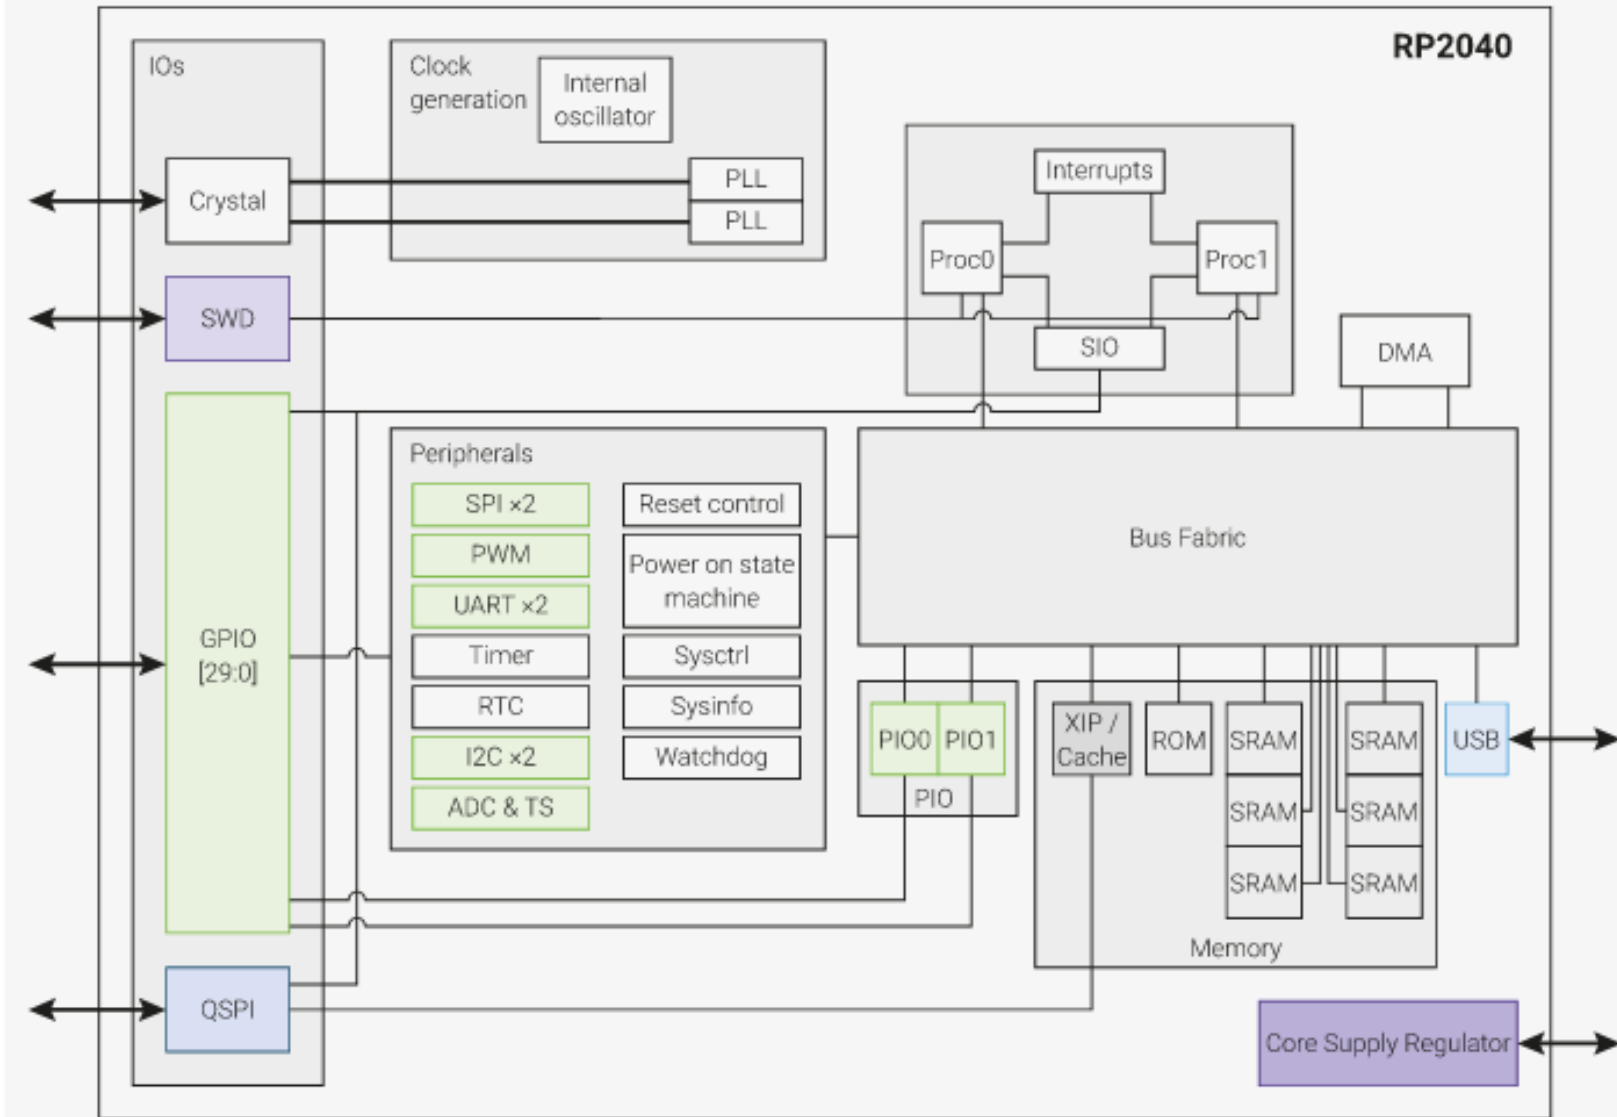 RP2040
IOs
Clock
generation
Internal
oscillator
Crystal
PLL
PLL
Interrupts
Proc0
Proc1
SWD
SIO
DMA
Peripherals
SPI ×2
Reset control
PWM
Power on state
machine
UART ×2
Timer
Sysctrl
RTC
Sysinfo
I2C ×2
Watchdog
ADC & TS
GPIO
[29:0]
Bus Fabric
PIO0
PIO1
PIO
XIP /
Cache
ROM
SRAM
SRAM
SRAM
SRAM
SRAM
SRAM
Memory
USB
QSPI
Core Supply Regulator